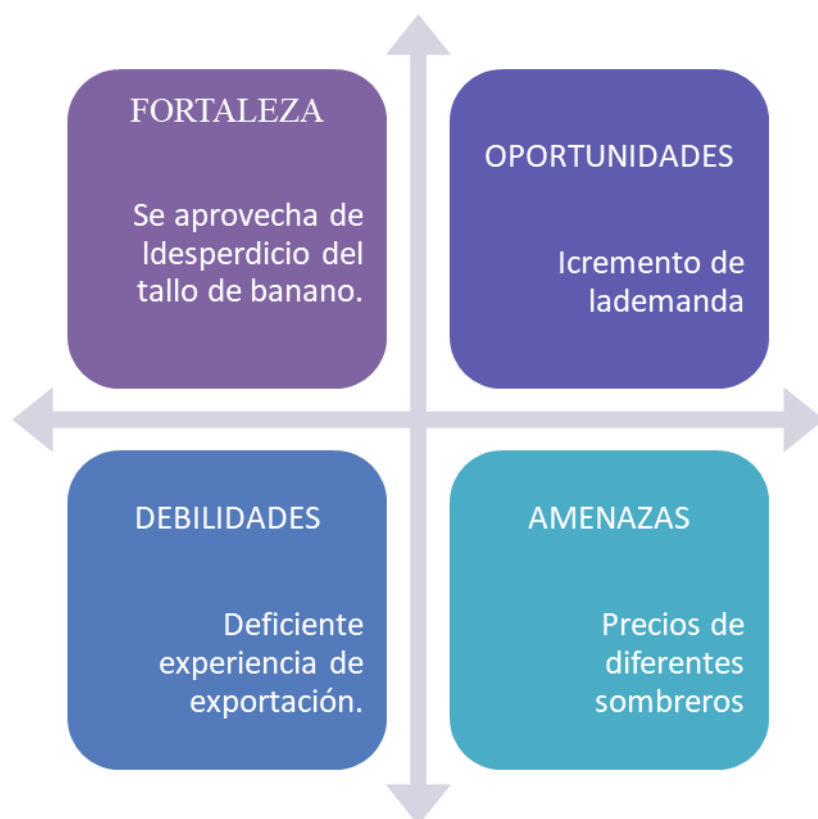 FORTALEZA
Se aprovecha de
ldesperdicio del
tallo de banano.
OPORTUNIDADES
Icremento de
lademanda
DEBILIDADES
Deficiente
experiencia de
exportación.
AMENAZAS
Precios de
diferentes
sombreros